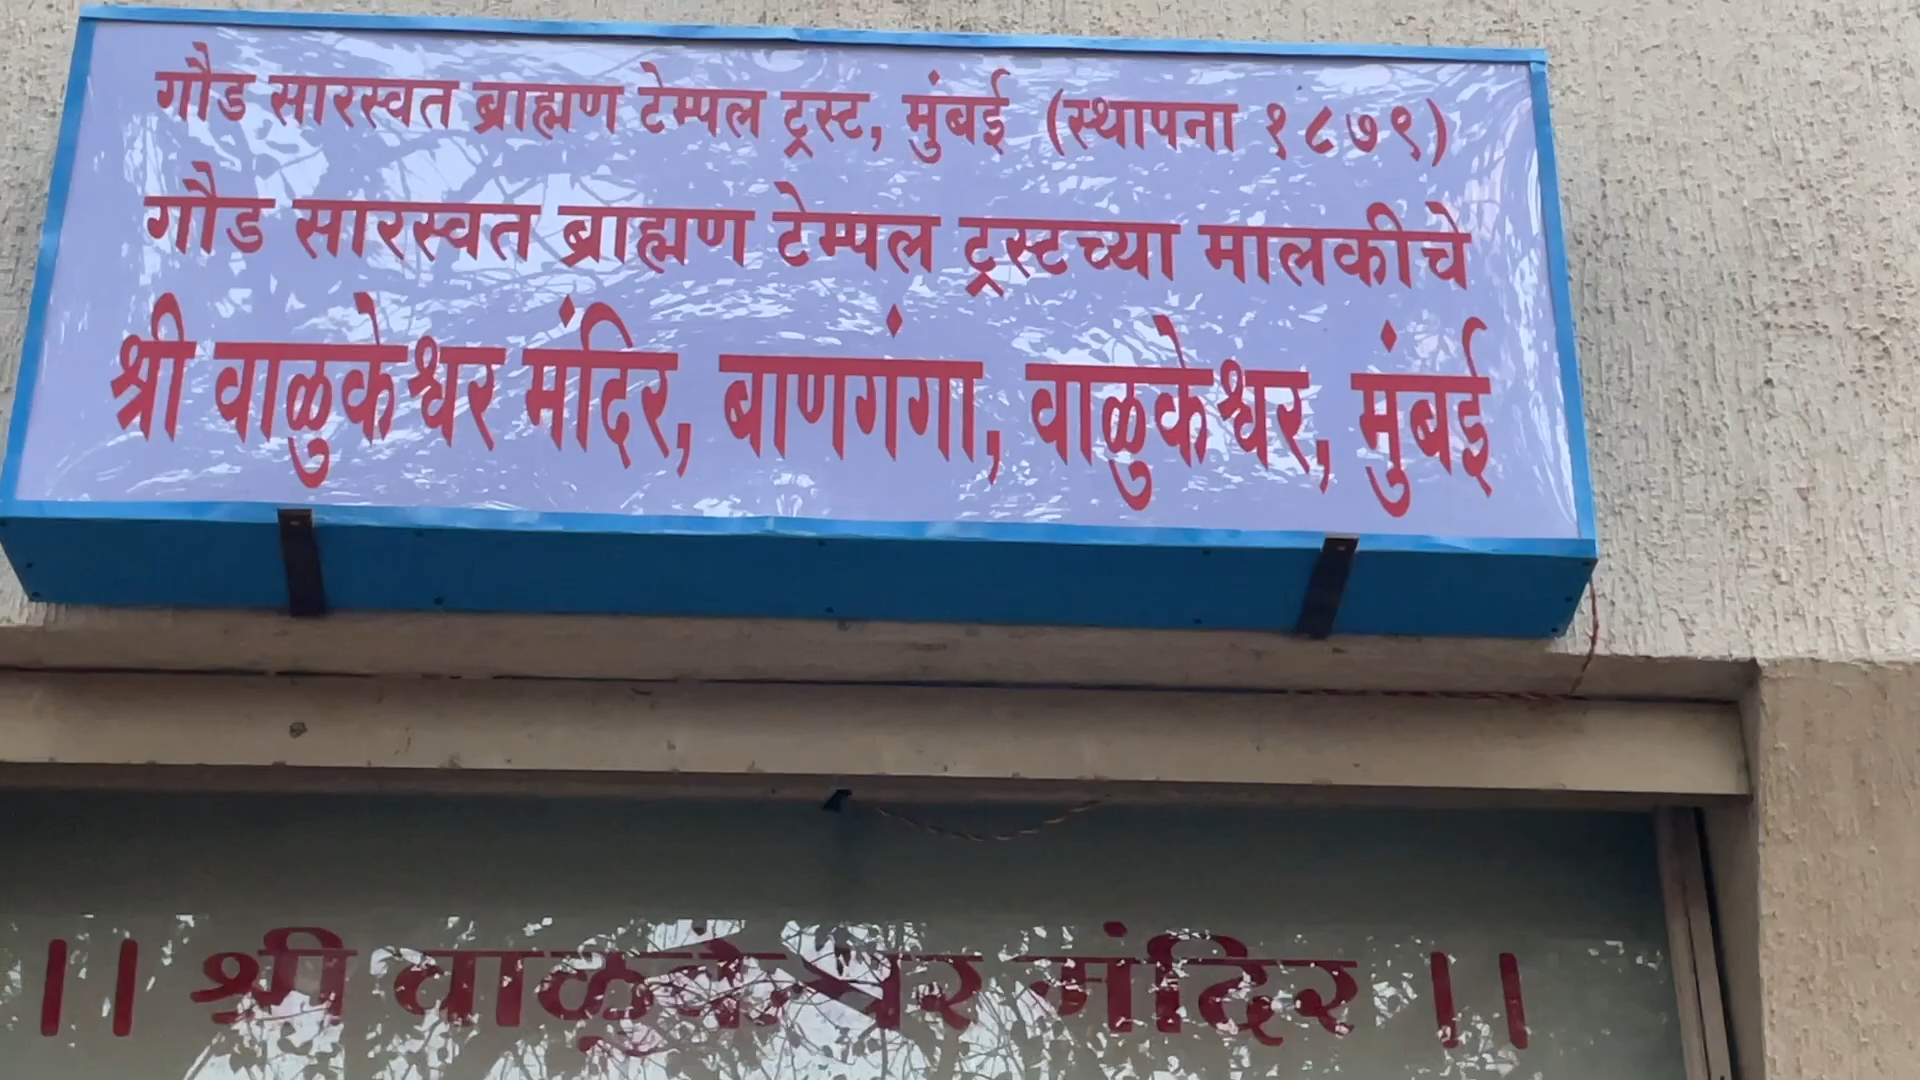 गौड सारस्वत ब्राह्मण टेम्पल ट्रस्ट, मुंबई (स्थापना १८७९)
गौड सारस्वत ब्राह्मण टेम्पल ट्रस्टच्या मालकीचे
श्री वाळुकेश्वर मंदिर, बाणगंगा, वाळुकेश्वर, मुंबई
।। श्री वाळूकेश्वर मंदिर ।।